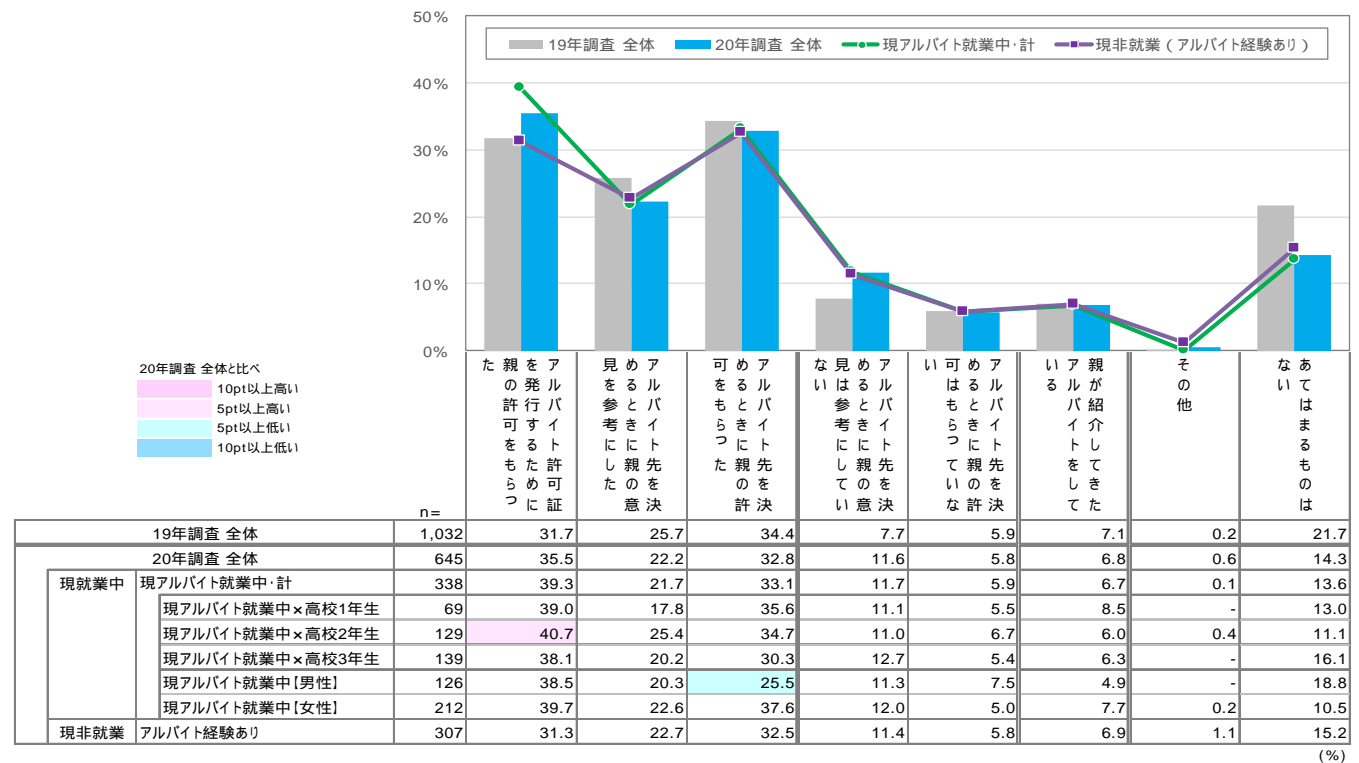 50%
19年調査 全体 20年調査 全体 現アルバイト就業中・計 現非就業（アルバイト経験あり）
40%
30%
20%
10%
0%
20年調査 全体と比べ
10pt以上高い
5pt以上高い
5pt以上低い
10pt以上低い
アルバイト許可証
を発行するために
親の許可をもらっ
た
アルバイト先を決
めるときに親の意
見を参考にした
アルバイト先を決
めるときに親の許
可をもらった
アルバイト先を決
めるときに親の意
見は参考にしてい
ない
アルバイト先を決
めるときに親の許
可はもらっていな
い
親が紹介してきた
アルバイトをして
いる
その他
あてはまるものは
ない
n=
19年調査 全体 1,032 31.7 25.7 34.4 7.7 5.9 7.1 0.2 21.7
20年調査 全体 645 35.5 22.2 32.8 11.6 5.8 6.8 0.6 14.3
現就業中 現アルバイト就業中・計 338 39.3 21.7 33.1 11.7 5.9 6.7 0.1 13.6
現アルバイト就業中×高校1年生 69 39.0 17.8 35.6 11.1 5.5 8.5 - 13.0
現アルバイト就業中×高校2年生 129 40.7 25.4 34.7 11.0 6.7 6.0 0.4 11.1
現アルバイト就業中×高校3年生 139 38.1 20.2 30.3 12.7 5.4 6.3 - 16.1
現アルバイト就業中【男性】 126 38.5 20.3 25.5 11.3 7.5 4.9 - 18.8
現アルバイト就業中【女性】 212 39.7 22.6 37.6 12.0 5.0 7.7 0.2 10.5
現非就業 アルバイト経験あり 307 31.3 22.7 32.5 11.4 5.8 6.9 1.1 15.2
(%)